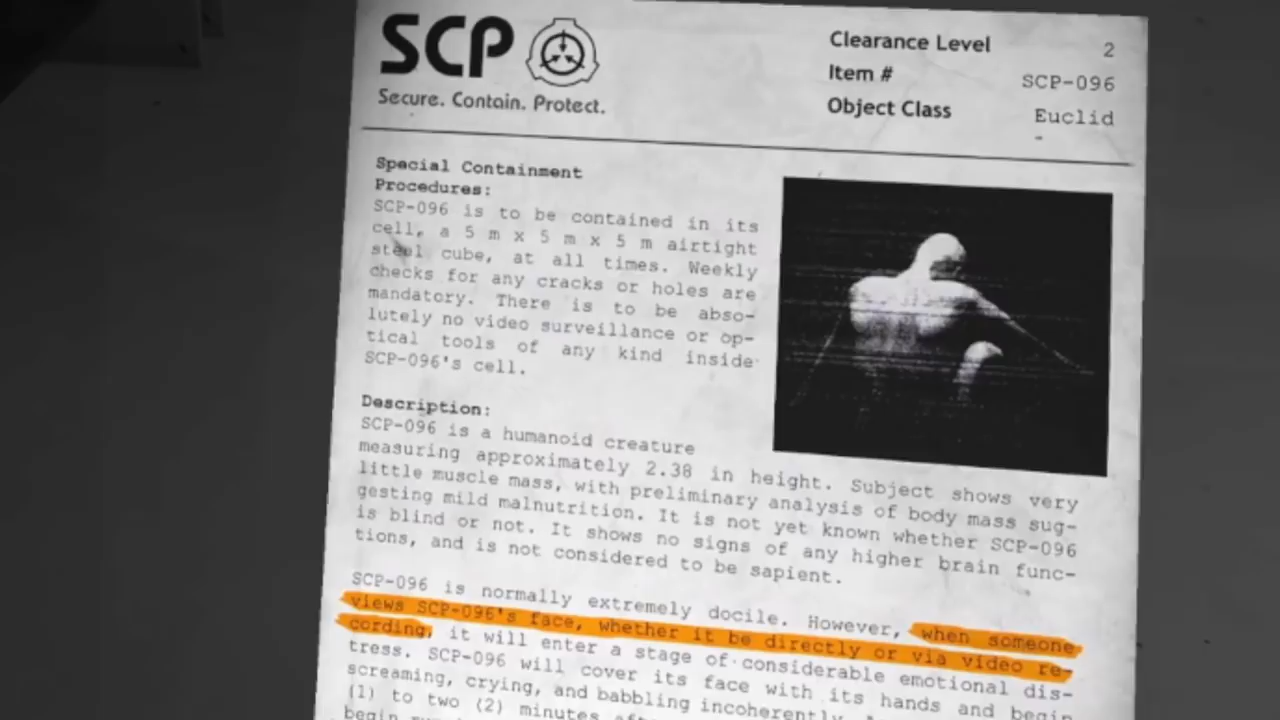 SCP
Secure. Contain. Protect.
Clearance Level 2
Item # SCP-096
Object Class Euclid
Special Containment
Procedures:
SCP-096 is to be contained in its
cell, a 5 m x 5 m x 5 m airtight
steel cube, at all times. Weekly
checks for any cracks or holes are
mandatory. There is to be abso-
lutely no video surveillance or op-
tical tools of any kind inside
SCP-096's cell.
Description:
SCP-096 is a humanoid creature
measuring approximately 2.38 in height. Subject shows very
little muscle mass, with preliminary analysis of body mass sug-
gesting mild malnutrition. It is not yet known whether SCP-096
is blind or not. It shows no signs of any higher brain func-
tions, and is not considered to be sapient.
SCP-096 is normally extremely docile. However, when someone
views SCP-096's face, whether it be directly or via video re-
cording, it will enter a stage of considerable emotional dis-
tress. SCP-096 will cover its face with its hands and begin
screaming, crying, and babbling incoherently.
(1) to two (2) minutes